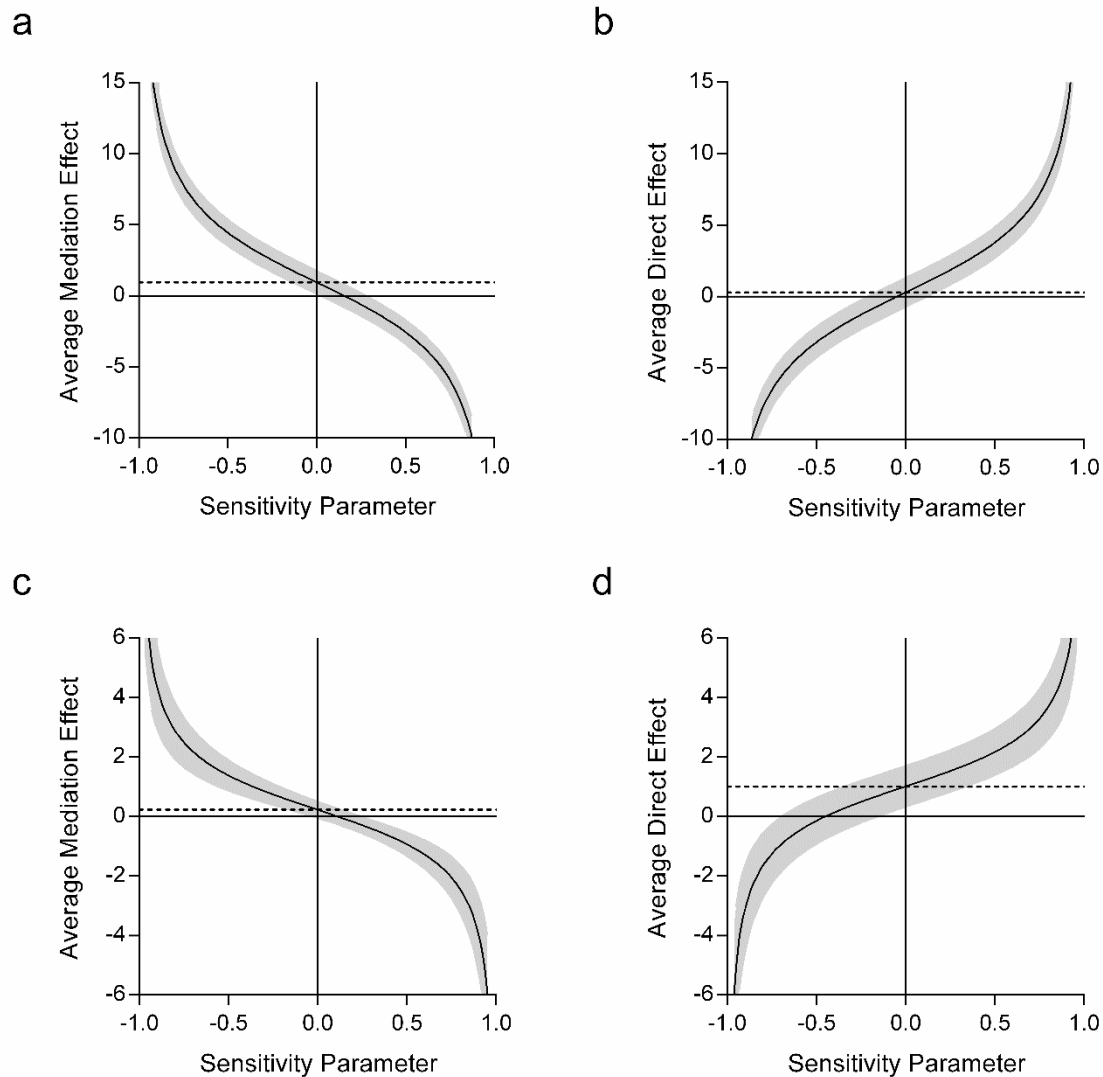 a
b
Average Mediation Effect
15
10
5
0
-5
-10
-1.0 -0.5 0.0 0.5 1.0
Sensitivity Parameter
Average Direct Effect
15
10
5
0
-5
-10
-1.0 -0.5 0.0 0.5 1.0
Sensitivity Parameter
c
d
Average Mediation Effect
6
4
2
0
-2
-4
-6
-1.0 -0.5 0.0 0.5 1.0
Sensitivity Parameter
Average Direct Effect
6
4
2
0
-2
-4
-6
-1.0 -0.5 0.0 0.5 1.0
Sensitivity Parameter